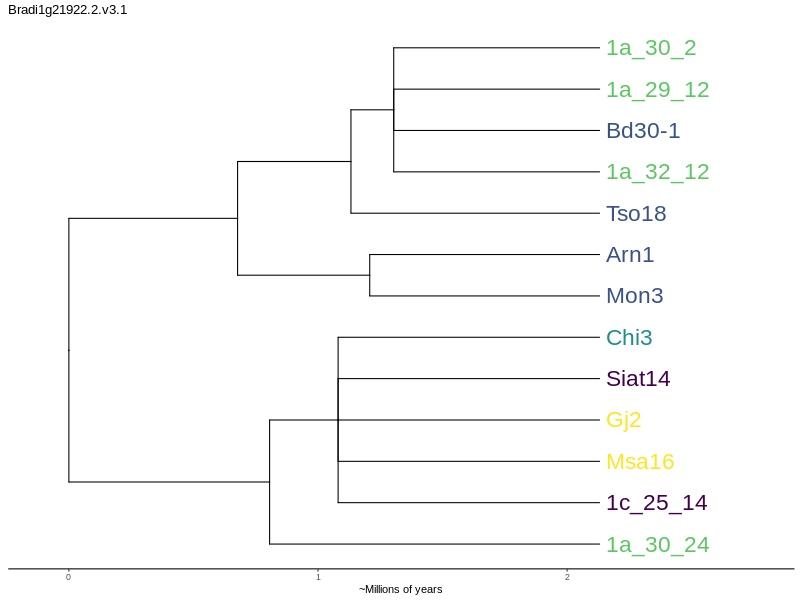 Bradi1g21922.2.v3.1
1a_30_2
1a_29_12
Bd30-1
1a_32_12
Tso18
Arn1
Mon3
Chi3
Siat14
Gj2
Msa16
1c_25_14
1a_30_24
0 1 2
~Millions of years